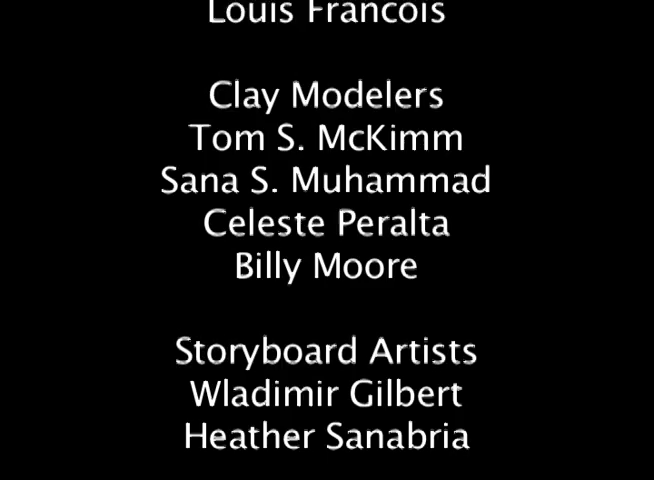 Louis Francois
Clay Modelers
Tom S. McKimm
Sana S. Muhammad
Celeste Peralta
Billy Moore
Storyboard Artists
Wladimir Gilbert
Heather Sanabria